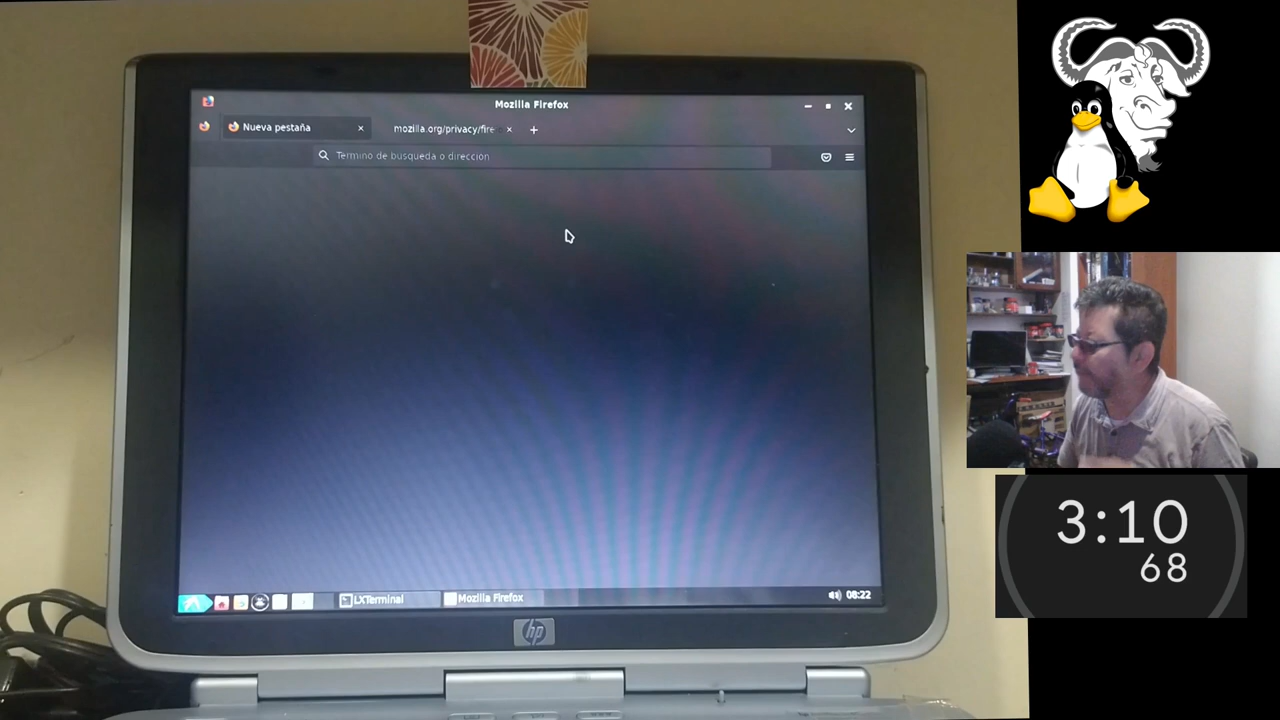 Mozilla Firefox
Nueva pestaña
mozilla.org/privacy/fire
Termino de busqueda o direccion
LXTerminal
Mozilla Firefox
08:22
hp
3:10
68